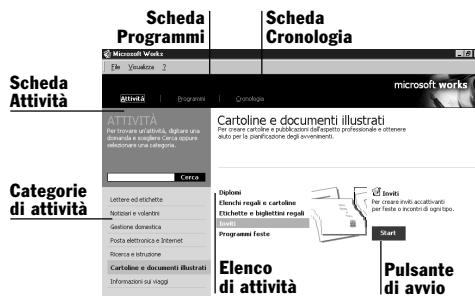 Scheda
Programmi
Scheda
Cronologia
Microsoft Works
File Visualizza ?
Scheda
Attività
Attività Programmi Cronologia
microsoft works
ATTIVITÀ
Per trovare un'attività, digitare una
domanda e scegliere Cerca oppure
selezionare una categoria.
Cerca
Cartoline e documenti illustrati
Per creare cartoline e pubblicazioni dall'aspetto professionale e ottenere
aiuto per la pianificazione degli avvenimenti.
Categorie
di attività
Lettere ed etichette
Notiziari e volantini
Gestione domestica
Posta elettronica e Internet
Ricerca e istruzione
Cartoline e documenti illustrati
Informazioni sui viaggi
Diplomi
Elenchi regali e cartoline
Etichette e bigliettini regali
Inviti
Programmi feste
Inviti
Per creare inviti accattivanti
per feste o incontri di ogni tipo.
Start
Elenco
di attività
Pulsante
di avvio